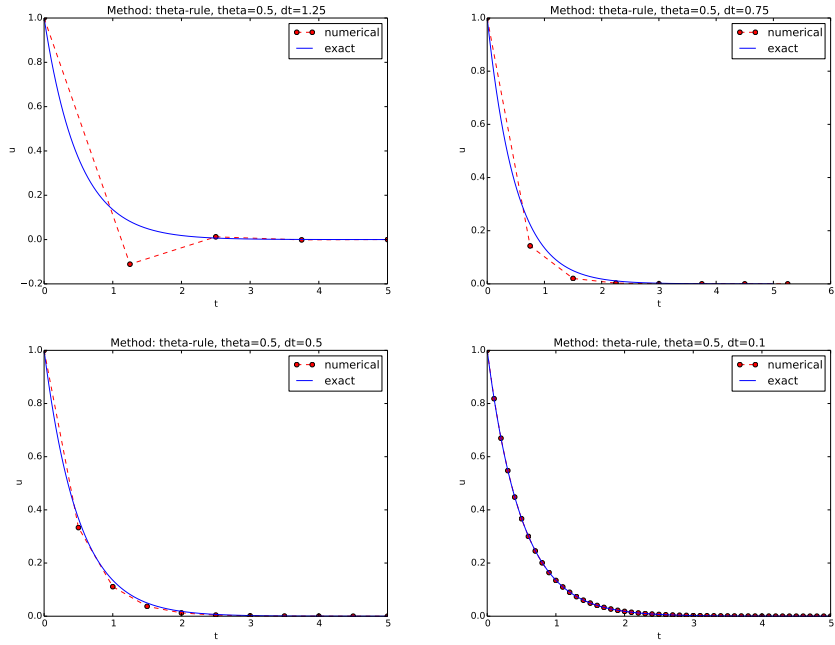 Method: theta-rule, theta=0.5, dt=1.25
1.0
0.8
0.6
0.4
0.2
0.0
−0.2
u
0 1 2 3 4 5
t
numerical
exact
Method: theta-rule, theta=0.5, dt=0.75
1.0
0.8
0.6
0.4
0.2
0.0
u
0 1 2 3 4 5 6
t
numerical
exact
Method: theta-rule, theta=0.5, dt=0.5
1.0
0.8
0.6
0.4
0.2
0.0
u
0 1 2 3 4 5
t
numerical
exact
Method: theta-rule, theta=0.5, dt=0.1
1.0
0.8
0.6
0.4
0.2
0.0
u
0 1 2 3 4 5
t
numerical
exact